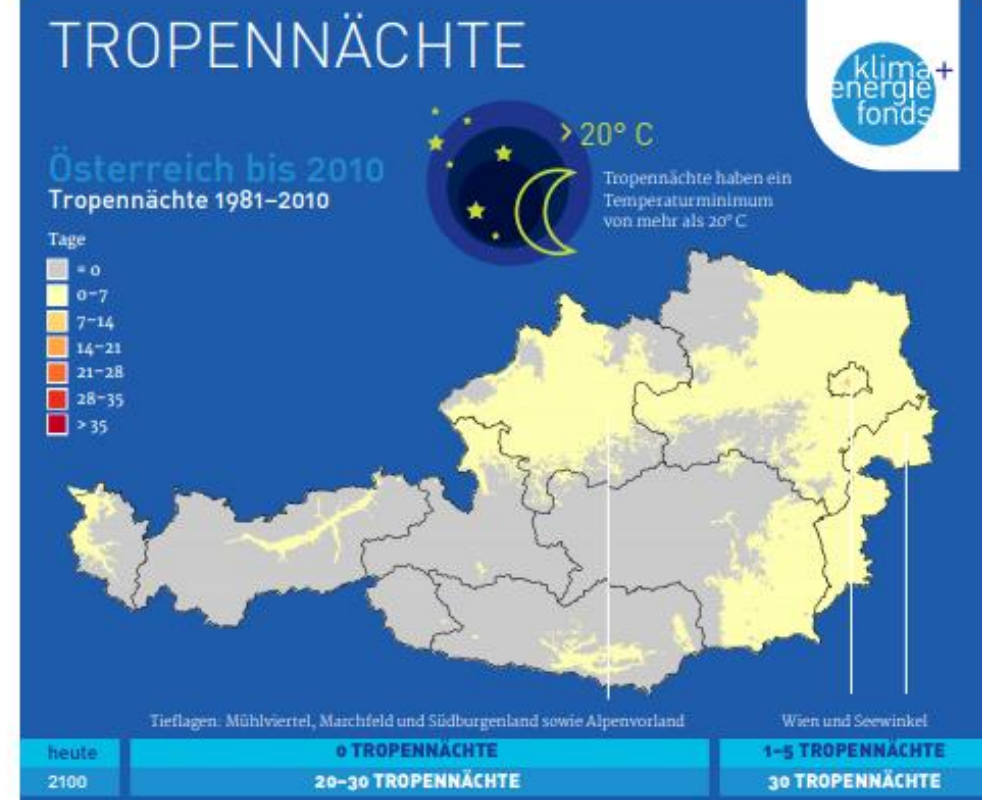 TROPENNÄCHTE
klima+
energie
fonds
> 20° C
Österreich bis 2010
Tropennächte 1981–2010
Tropennächte haben ein
Temperaturminimum
von mehr als 20° C
Tage
= 0
0–7
7–14
14–21
21–28
28–35
> 35
Tieflagen: Mühlviertel, Marchfeld und Südburgenland sowie Alpenvorland
Wien und Seewinkel
heute
0 TROPENNÄCHTE
1–5 TROPENNÄCHTE
2100
20–30 TROPENNÄCHTE
30 TROPENNÄCHTE